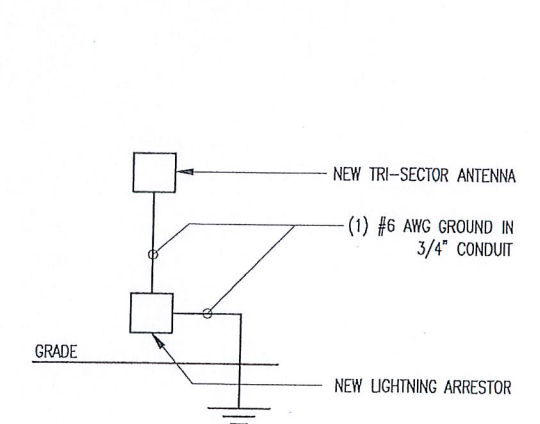 NEW TRI-SECTOR ANTENNA
(1) #6 AWG GROUND IN
3/4" CONDUIT
GRADE
NEW LIGHTNING ARRESTOR